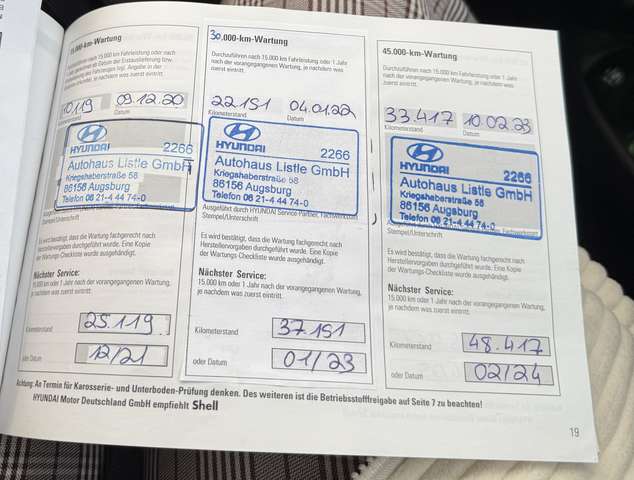 15.000-km-Wartung
10.119 09.12.20
Datum
HYUNDAI 2266
Autohaus Listle GmbH
Kriegshaberstraße 58
86156 Augsburg
Telefon 08 21-4 44 74-0
Stempel/Unterschrift
Es wird bestätigt, dass die Wartung fachgerecht nach
Herstellervorgaben durchgeführt wurde. Eine Kopie
der Wartungs-Checkliste wurde ausgehändigt.
Nächster Service:
15.000 km oder 1 Jahr nach der vorangegangenen Wartung,
je nachdem was zuerst eintritt.
Kilometerstand 25.119
oder Datum 12/21
30.000-km-Wartung
Durchzuführen nach 15.000 km Fahrleistung oder 1 Jahr
nach der vorangegangenen Wartung, je nachdem was
zuerst eintritt.
22.151 04.01.22
Kilometerstand Datum
HYUNDAI 2266
Autohaus Listle GmbH
Kriegshaberstraße 58
86156 Augsburg
Telefon 08 21-4 44 74-0
Ausgeführt durch HYUNDAI Service-Partner, Fachwerkstatt
Stempel/Unterschrift
Es wird bestätigt, dass die Wartung fachgerecht nach
Herstellervorgaben durchgeführt wurde. Eine Kopie
der Wartungs-Checkliste wurde ausgehändigt.
Nächster Service:
15.000 km oder 1 Jahr nach der vorangegangenen Wartung,
je nachdem was zuerst eintritt.
Kilometerstand 37.151
oder Datum 01/23
45.000-km-Wartung
Durchzuführen nach 15.000 km Fahrleistung oder 1 Jahr
nach der vorangegangenen Wartung, je nachdem was
zuerst eintritt.
33.417 10.02.23
Kilometerstand Datum
HYUNDAI 2266
Autohaus Listle GmbH
Kriegshaberstraße 58
86156 Augsburg
Telefon 08 21-4 44 74-0
Stempel/Unterschrift
Es wird bestätigt, dass die Wartung fachgerecht nach
Herstellervorgaben durchgeführt wurde. Eine Kopie
der Wartungs-Checkliste wurde ausgehändigt.
Nächster Service:
15.000 km oder 1 Jahr nach der vorangegangenen Wartung,
je nachdem was zuerst eintritt.
Kilometerstand 48.417
oder Datum 02/24
Achtung: An Termin für Karosserie- und Unterboden-Prüfung denken. Des weiteren ist die Betriebsstofffreigabe auf Seite 7 zu beachten!
HYUNDAI Motor Deutschland GmbH empfiehlt Shell
19